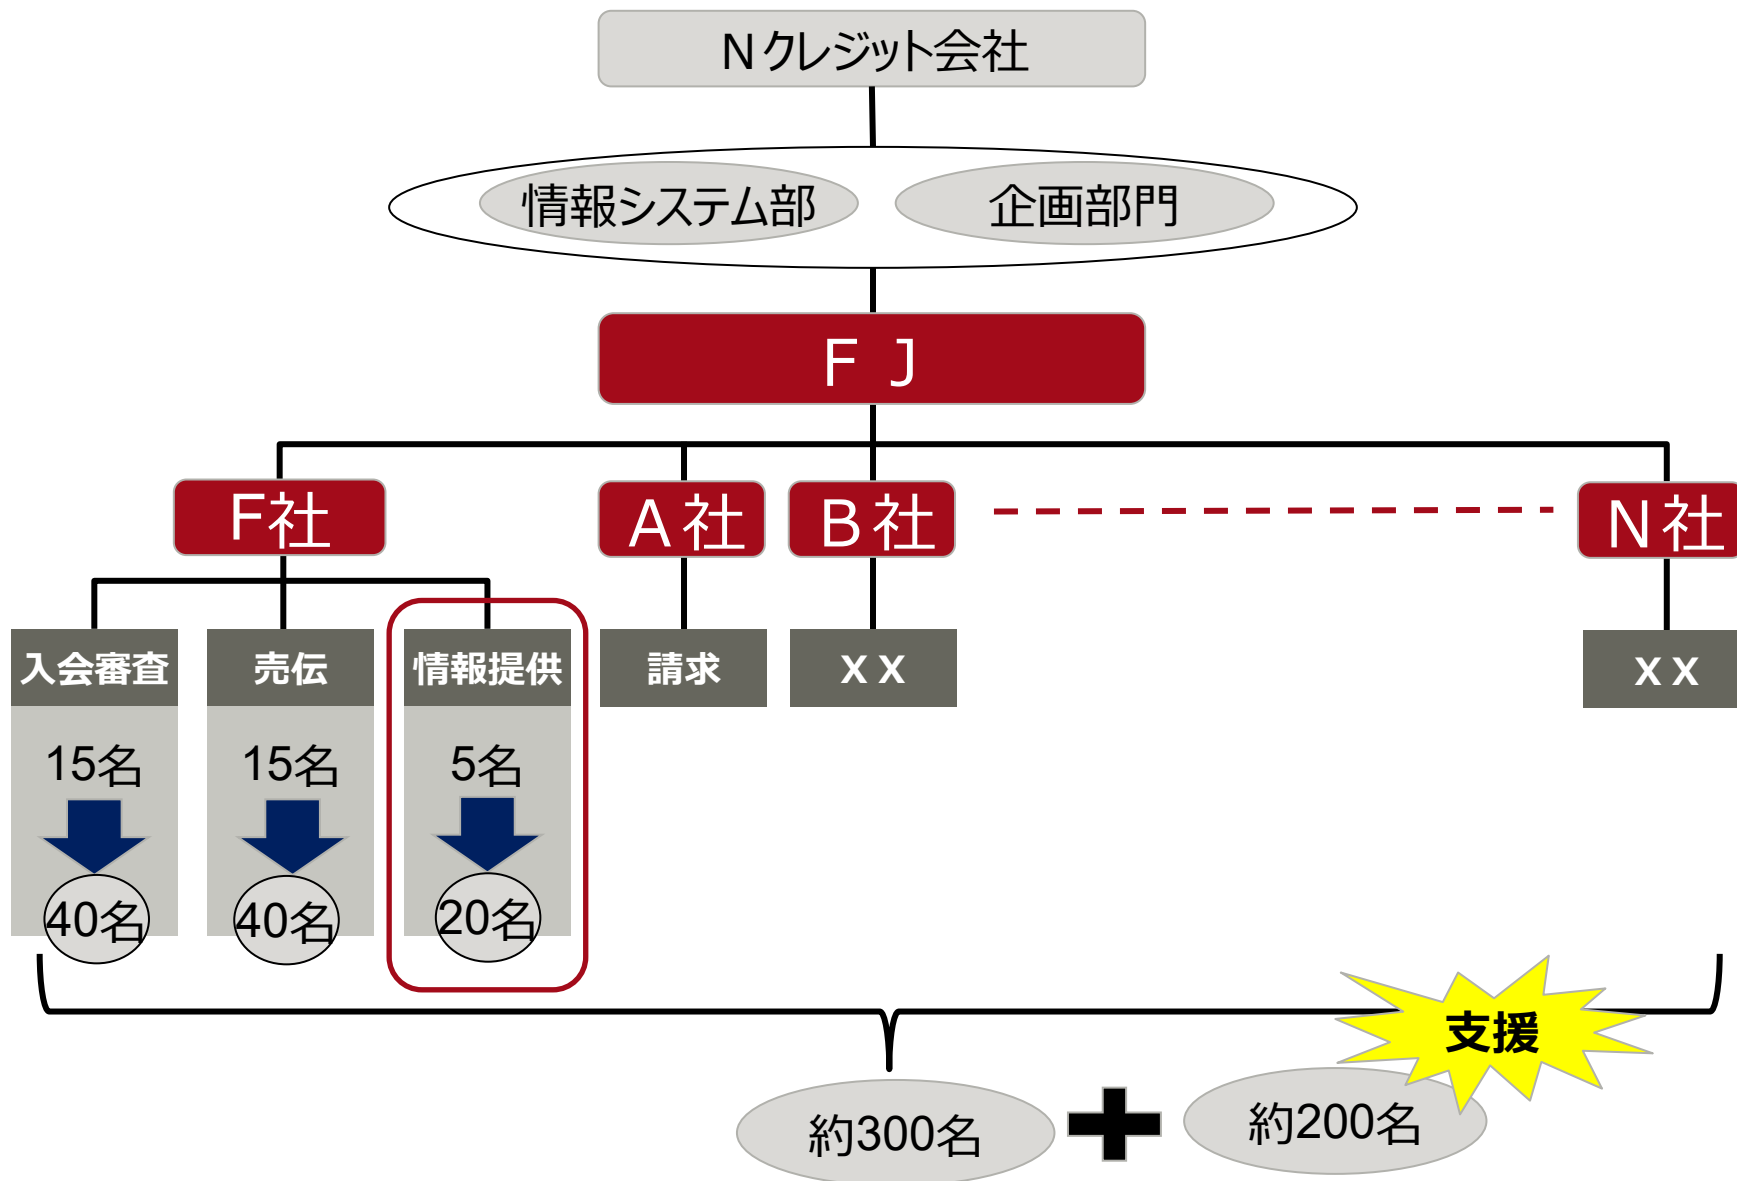 Nクレジット会社
情報システム部
企画部門
ＦＪ
F社
Ａ社
Ｂ社
Ｎ社
入会審査
売伝
情報提供
請求
ＸＸ
ＸＸ
15名
15名
5名
40名
40名
20名
支援
約300名
約200名